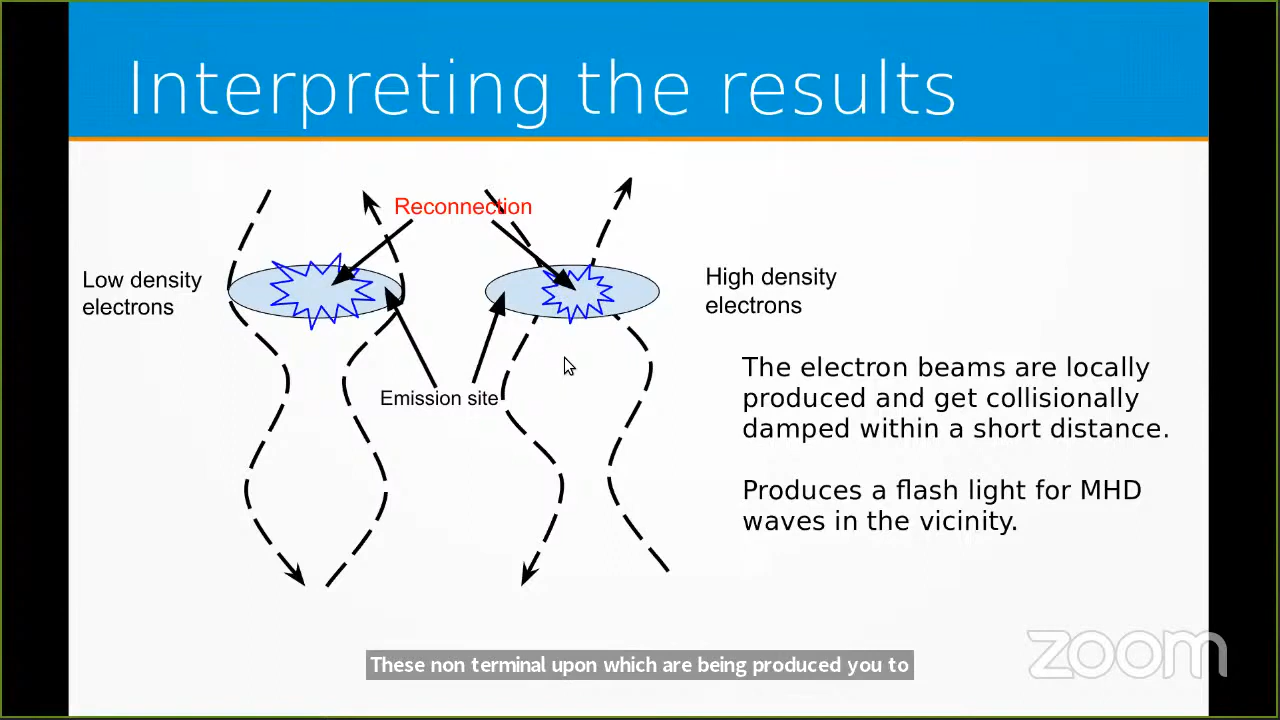 Interpreting the results
Reconnection
Low density
electrons
High density
electrons
Emission site
The electron beams are locally
produced and get collisionally
damped within a short distance.
Produces a flash light for MHD
waves in the vicinity.
zoom
These non terminal upon which are being produced you to